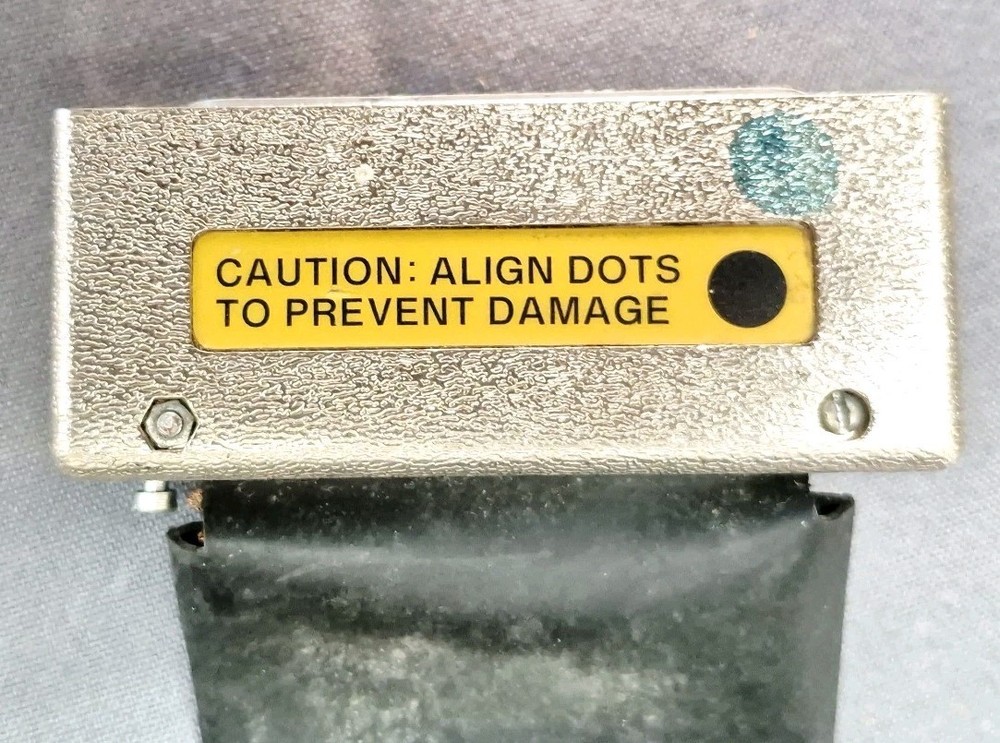 CAUTION: ALIGN DOTS
TO PREVENT DAMAGE